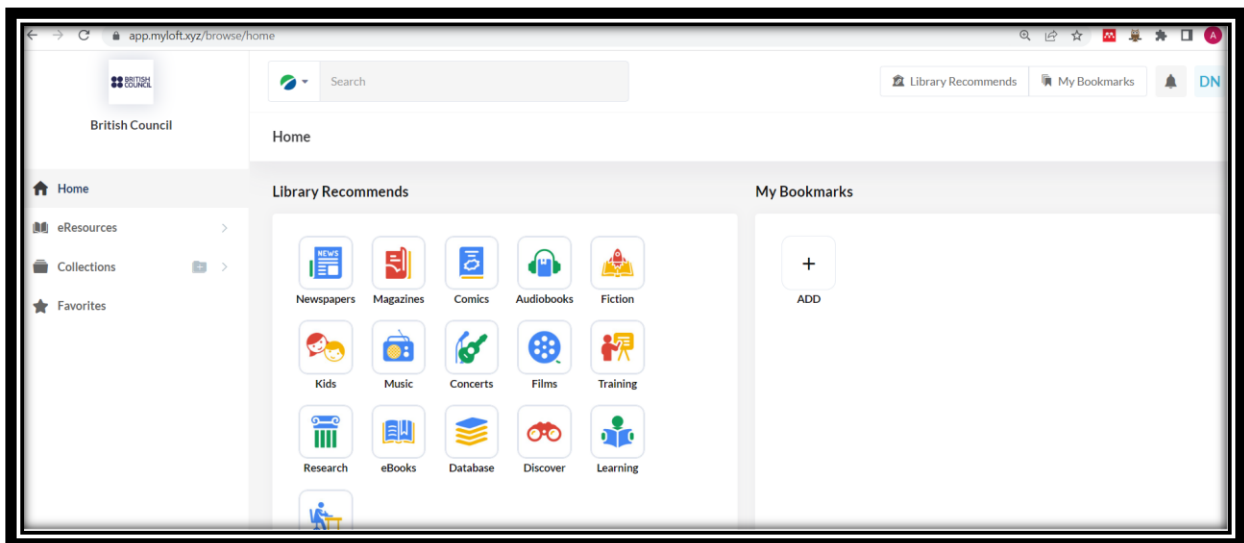 app.myloft.xyz/browse/home
A
BRITISH
COUNCIL
British Council
Search
Library Recommends
My Bookmarks
DN
Home
Home
eResources
Collections
Favorites
Library Recommends
My Bookmarks
NEWS
Newspapers Magazines Comics Audiobooks Fiction
Kids Music Concerts Films Training
Research eBooks Database Discover Learning
+
ADD